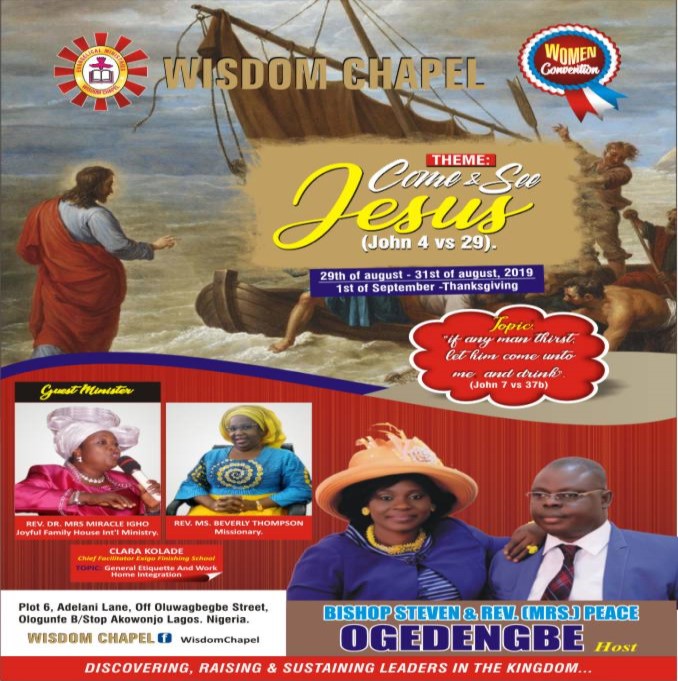 EVANGELICAL MINISTRIES
WISDOM CHAPEL
WISDOM CHAPEL
WOMEN
Convention
THEME:
Come & See
Jesus
(John 4 vs 29).
29th of august - 31st of august, 2019
1st of September -Thanksgiving
Topic:
"if any man thirst,
let him come unto
me and drink".
(John 7 vs 37b)
Guest Minister
REV. DR. MRS MIRACLE IGHO
Joyful Family House Int'l Ministry.
REV. MS. BEVERLY THOMPSON
Missionary.
CLARA KOLADE
Chief Facilitator Exigo Finishing School
TOPIC: General Etiquette And Work
Home Integration
Plot 6, Adelani Lane, Off Oluwagbegbe Street,
Ologunfe B/Stop Akowonjo Lagos. Nigeria.
WISDOM CHAPEL f WisdomChapel
BISHOP STEVEN & REV. (MRS.) PEACE
OGEDENGBE Host
DISCOVERING, RAISING & SUSTAINING LEADERS IN THE KINGDOM...